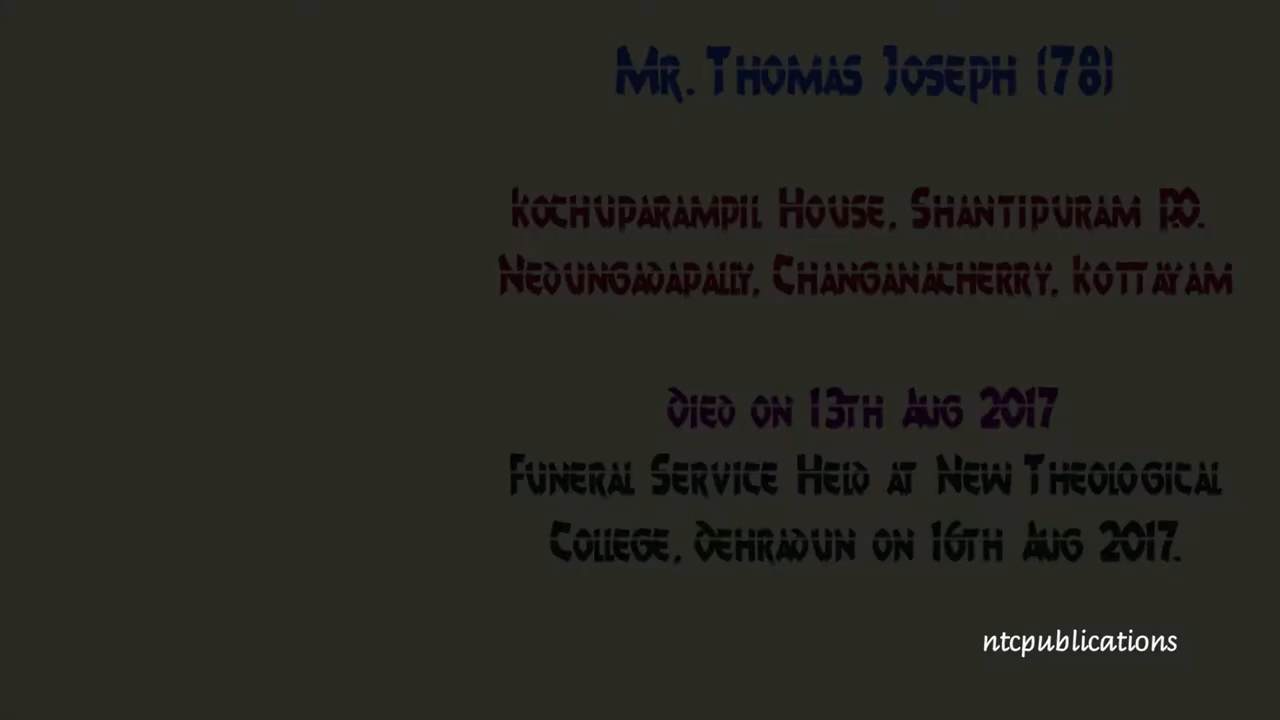 Mr. Thomas Joseph (78)
Kochuparampil House, Shantipuram P.O.
Nedungadapally, Changanacherry, Kottayam
Died on 13th Aug 2017
Funeral Service Held at New Theological
College, Dehradun on 16th Aug 2017.
ntcpublications